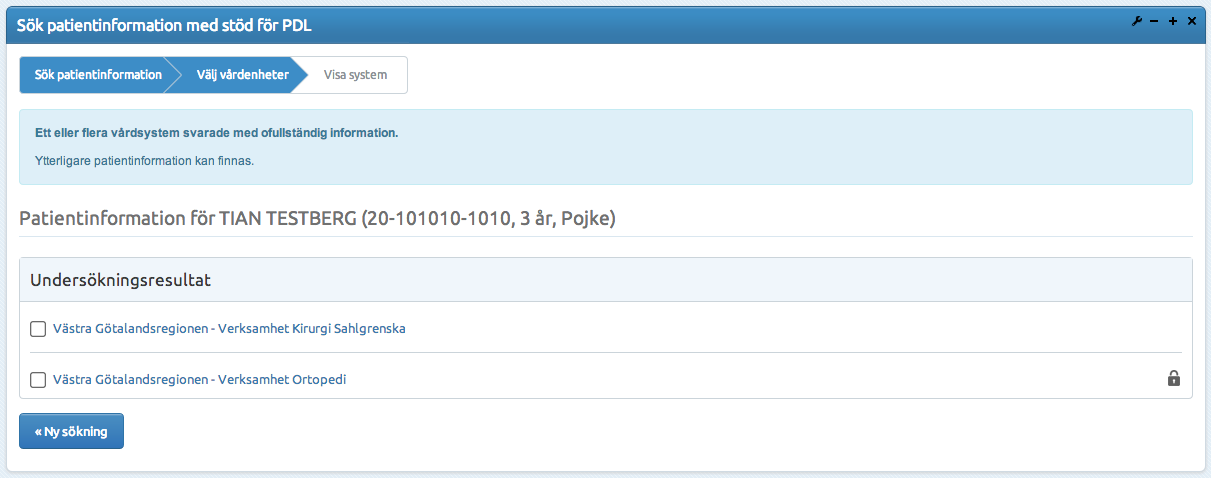 Sök patientinformation med stöd för PDL
Sök patientinformation
Välj vårdenheter
Visa system
Ett eller flera vårdsystem svarade med ofullständig information.
Ytterligare patientinformation kan finnas.
Patientinformation för TIAN TESTBERG (20-101010-1010, 3 år, Pojke)
Undersökningsresultat
Västra Götalandsregionen - Verksamhet Kirurgi Sahlgrenska
Västra Götalandsregionen - Verksamhet Ortopedi
« Ny sökning